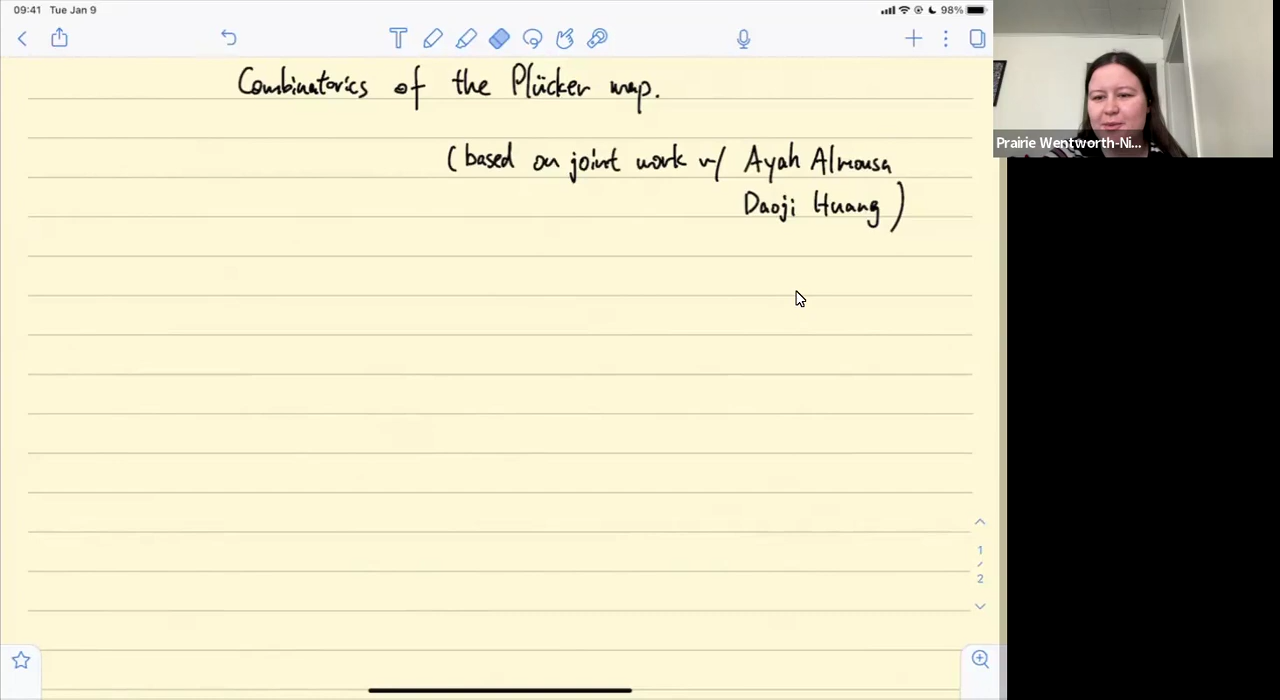 09:41 Tue Jan 9
98%
Combinatorics of the Plücker map.
(based on joint work w/ Ayah Almousa
Daoji Huang)
Prairie Wentworth-Ni...
1
2